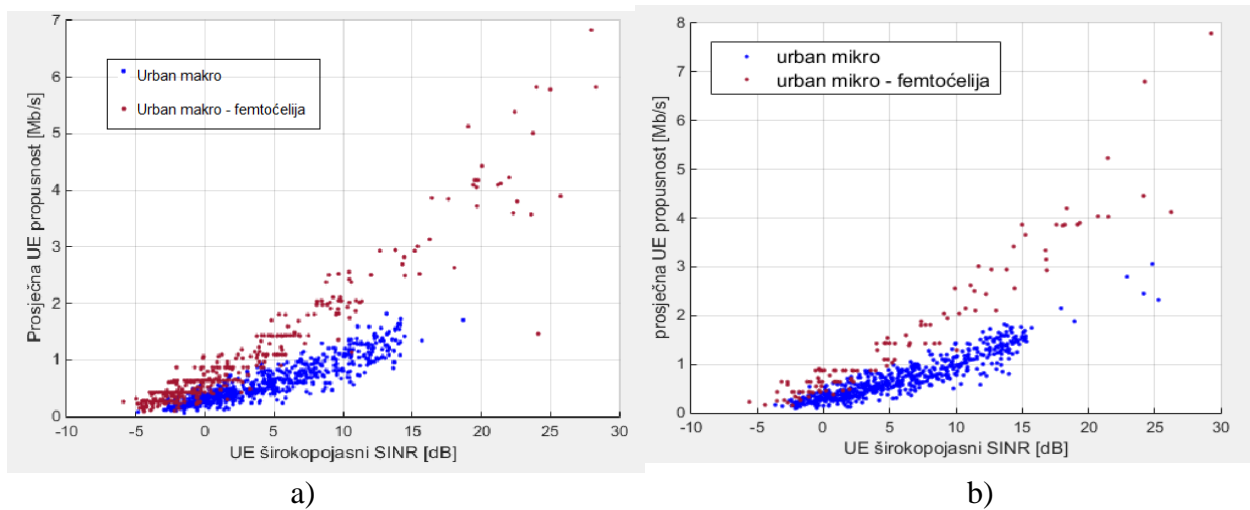 7
6
5
4
3
2
1
0
Prosječna UE propusnost [Mb/s]
Urban makro
Urban makro - femtoćelija
-10 -5 0 5 10 15 20 25 30
UE širokopojasni SINR [dB]
a)
8
7
6
5
4
3
2
1
0
prosječna UE propusnost [Mb/s]
urban mikro
urban mikro - femtoćelija
-10 -5 0 5 10 15 20 25 30
UE širokopojasni SINR [dB]
b)